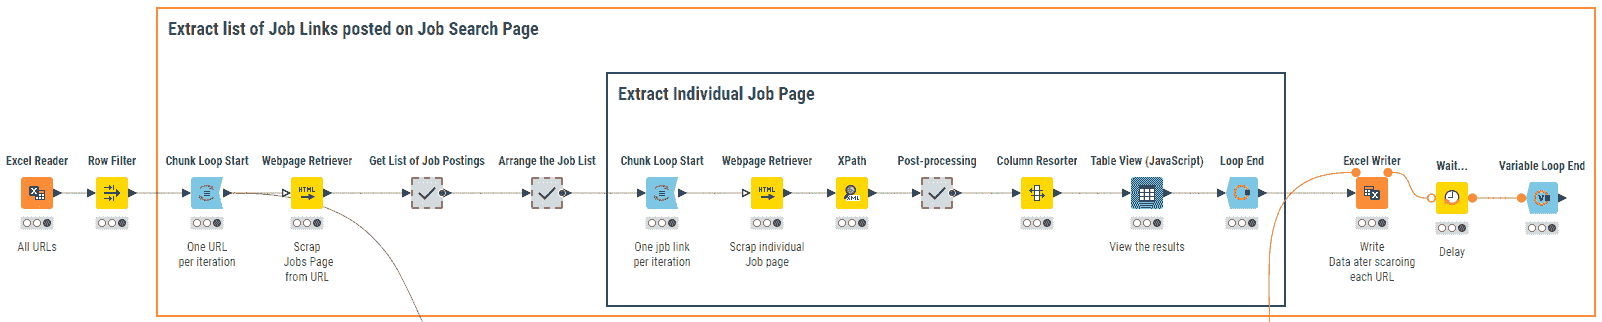 Extract list of Job Links posted on Job Search Page
Extract Individual Job Page
Excel Reader
Row Filter
Chunk Loop Start
Webpage Retriever
Get List of Job Postings
Arrange the Job List
Chunk Loop Start
Webpage Retriever
XPath
Post-processing
Column Resorter
Table View (JavaScript)
Loop End
Excel Writer
Wait...
Variable Loop End
HTML
HTML
XML
X
X
V
All URLs
One URL
per iteration
Scrap
Jobs Page
from URL
One jpb link
per iteration
Scrap individual
Job page
View the results
Write
Data ater scaroing
each URL
Delay